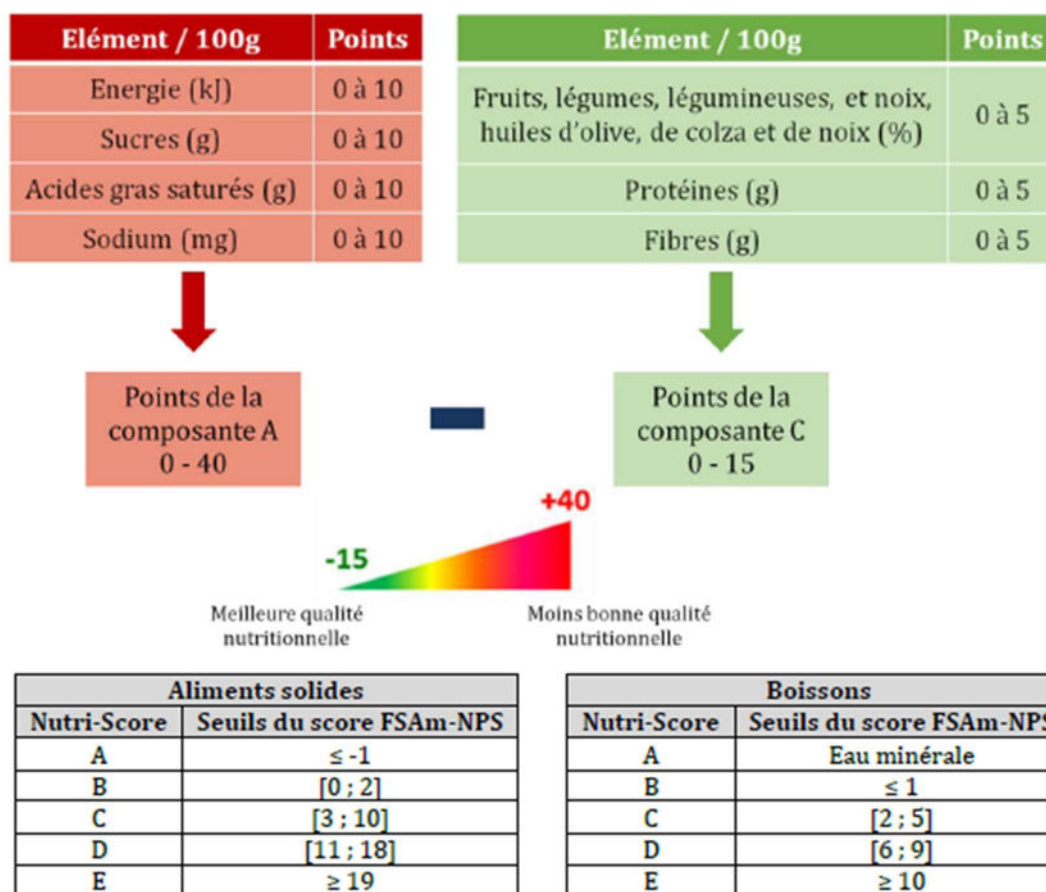 Elément / 100g Points
Energie (kJ) 0 à 10
Sucres (g) 0 à 10
Acides gras saturés (g) 0 à 10
Sodium (mg) 0 à 10
Elément / 100g Points
Fruits, légumes, légumineuses, et noix,
huiles d'olive, de colza et de noix (%) 0 à 5
Protéines (g) 0 à 5
Fibres (g) 0 à 5
Points de la
composante A
0 - 40
Points de la
composante C
0 - 15
-15
+40
Meilleure qualité
nutritionnelle
Moins bonne qualité
nutritionnelle
Aliments solides
Nutri-Score Seuils du score FSAm-NPS
A ≤ -1
B [0 ; 2]
C [3 ; 10]
D [11 ; 18]
E ≥ 19
Boissons
Nutri-Score Seuils du score FSAm-NPS
A Eau minérale
B ≤ 1
C [2 ; 5]
D [6 ; 9]
E ≥ 10